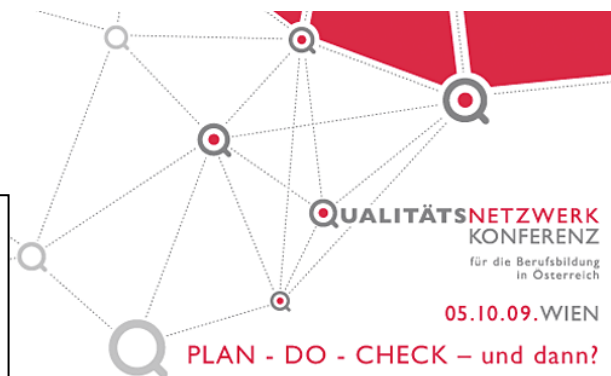 QUALITÄTSNETZWERK
KONFERENZ
für die Berufsbildung
in Österreich
05.10.09.WIEN
PLAN - DO - CHECK – und dann?